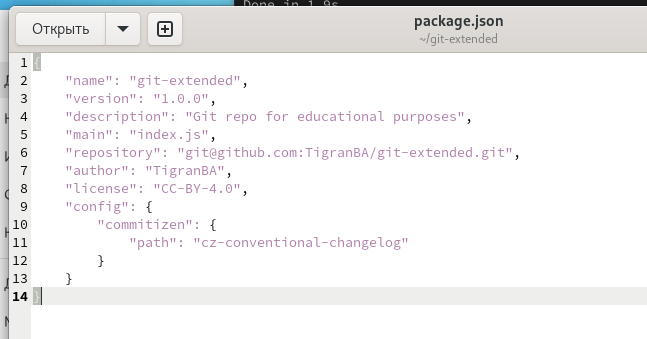 Done in 1.9s
Открыть
package.json
~/git-extended
1 {
2 "name": "git-extended",
3 "version": "1.0.0",
4 "description": "Git repo for educational purposes",
5 "main": "index.js",
6 "repository": "git@github.com:TigranBA/git-extended.git",
7 "author": "TigranBA",
8 "license": "CC-BY-4.0",
9 "config": {
10 "commitizen": {
11 "path": "cz-conventional-changelog"
12 }
13 }
14 }